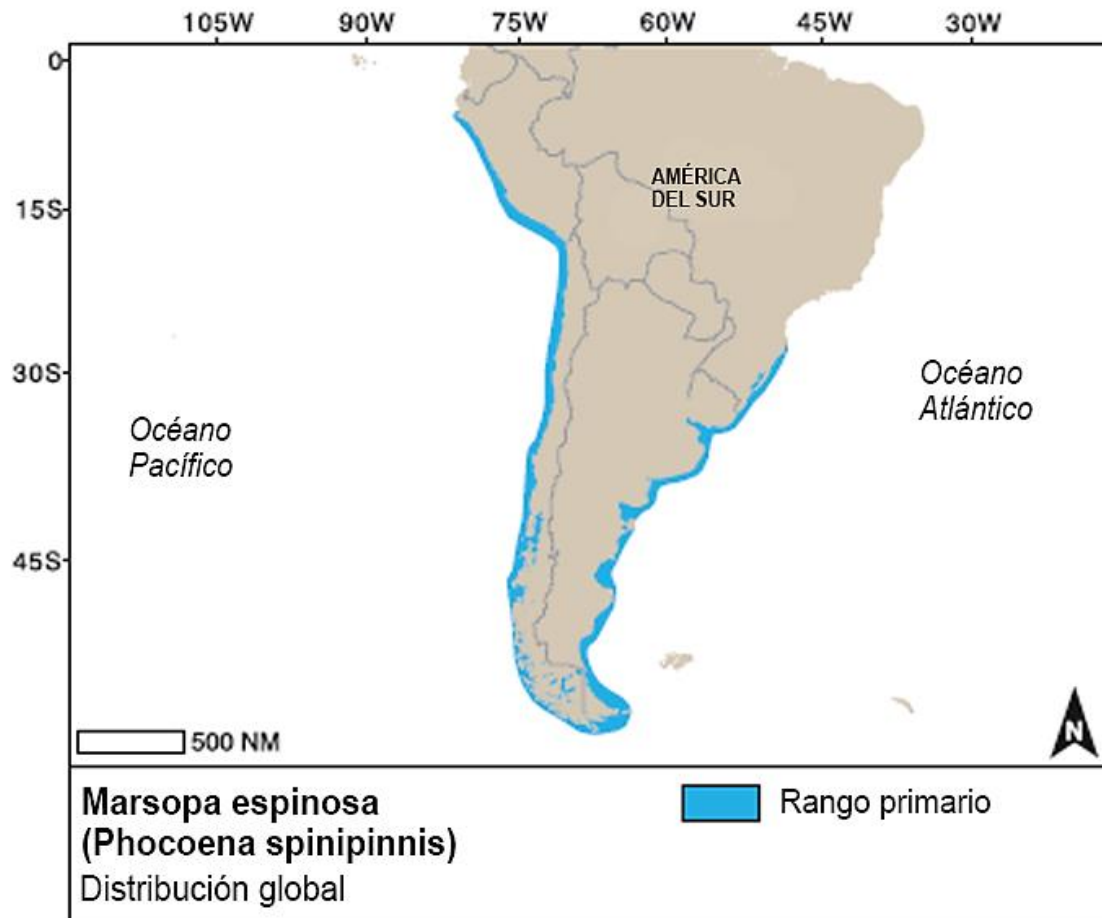 105W 90W 75W 60W 45W 30W
0
AMÉRICA
DEL SUR
15S
30S
Océano
Atlántico
Océano
Pacífico
45S
500 NM
N
Marsopa espinosa
(Phocoena spinipinnis)
Distribución global
Rango primario